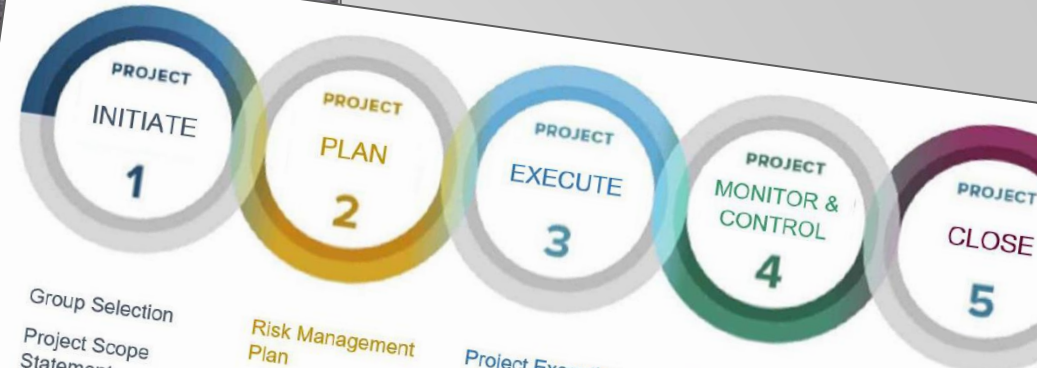 PROJECT
INITIATE
1
PROJECT
PLAN
2
PROJECT
EXECUTE
3
PROJECT
MONITOR &
CONTROL
4
PROJECT
CLOSE
5
Group Selection
Project Scope
Risk Management
Plan
Project